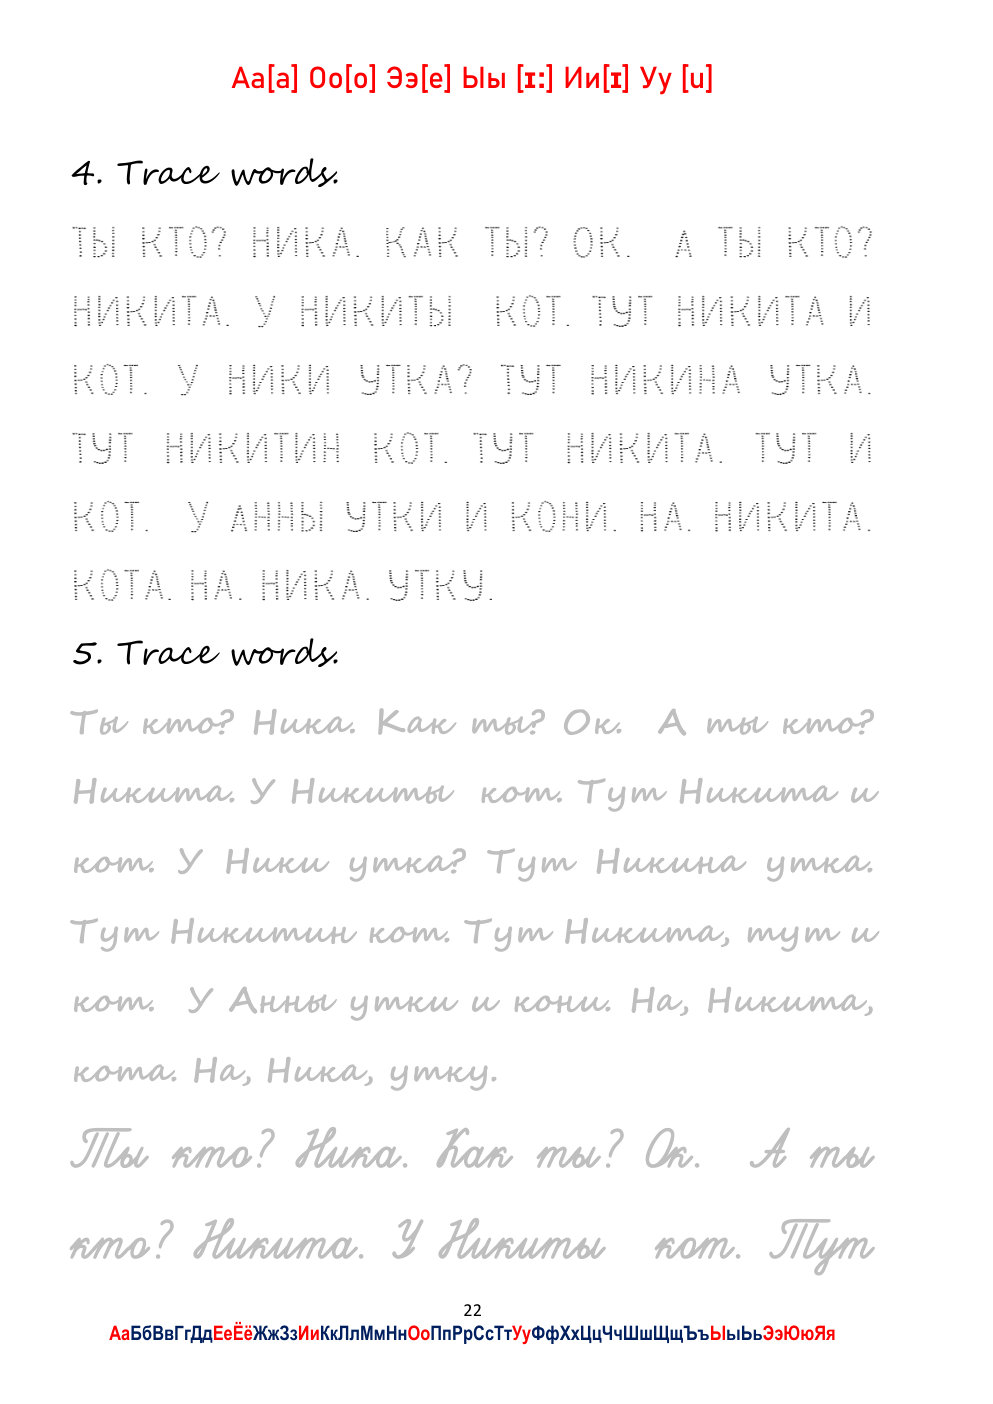 Аа[a] Оо[o] Ээ[e] Ыы [ɪ:] Ии[ɪ] Уу [u]
4. Trace words.
ТЫ КТО? НИКА. КАК ТЫ? ОК. А ТЫ КТО?
НИКИТА. У НИКИТЫ КОТ. ТУТ НИКИТА И
КОТ. У НИКИ УТКА? ТУТ НИКИНА УТКА.
ТУТ НИКИТИН КОТ. ТУТ НИКИТА. ТУТ И
КОТ. У АННЫ УТКИ И КОНИ. НА. НИКИТА.
КОТА. НА. НИКА. УТКУ.
5. Trace words.
Ты кто? Ника. Как ты? Ок. А ты кто?
Никита. У Никиты кот. Тут Никита и
кот. У Ники утка? Тут Никина утка.
Тут Никитин кот. Тут Никита, тут и
кот. У Анны утки и кони. На, Никита,
кота. На, Ника, утку.
Ты кто? Ника. Как ты? Ок. А ты
кто? Никита. У Никиты кот. Тут
22
АаБбВвГгДдЕеЁёЖжЗзИиКкЛлМмНнОоПпРрСсТтУуФфХхЦцЧчШшЩщЪъЫыЬьЭэЮюЯя